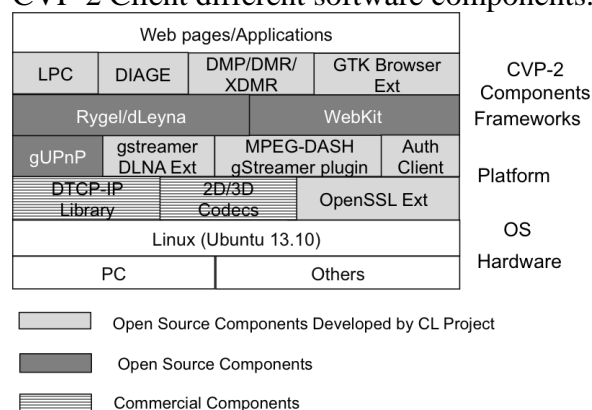 CVP-2 Client different software components.
Web pages/Applications
LPC
DIAGE
DMP/DMR/
XDMR
GTK Browser
Ext
CVP-2
Components
Rygel/dLeyna
WebKit
Frameworks
gUPnP
gstreamer
DLNA Ext
MPEG-DASH
gStreamer plugin
Auth
Client
Platform
DTCP-IP
Library
2D/3D
Codecs
OpenSSL Ext
Linux (Ubuntu 13.10)
OS
PC
Others
Hardware
Open Source Components Developed by CL Project
Open Source Components
Commercial Components